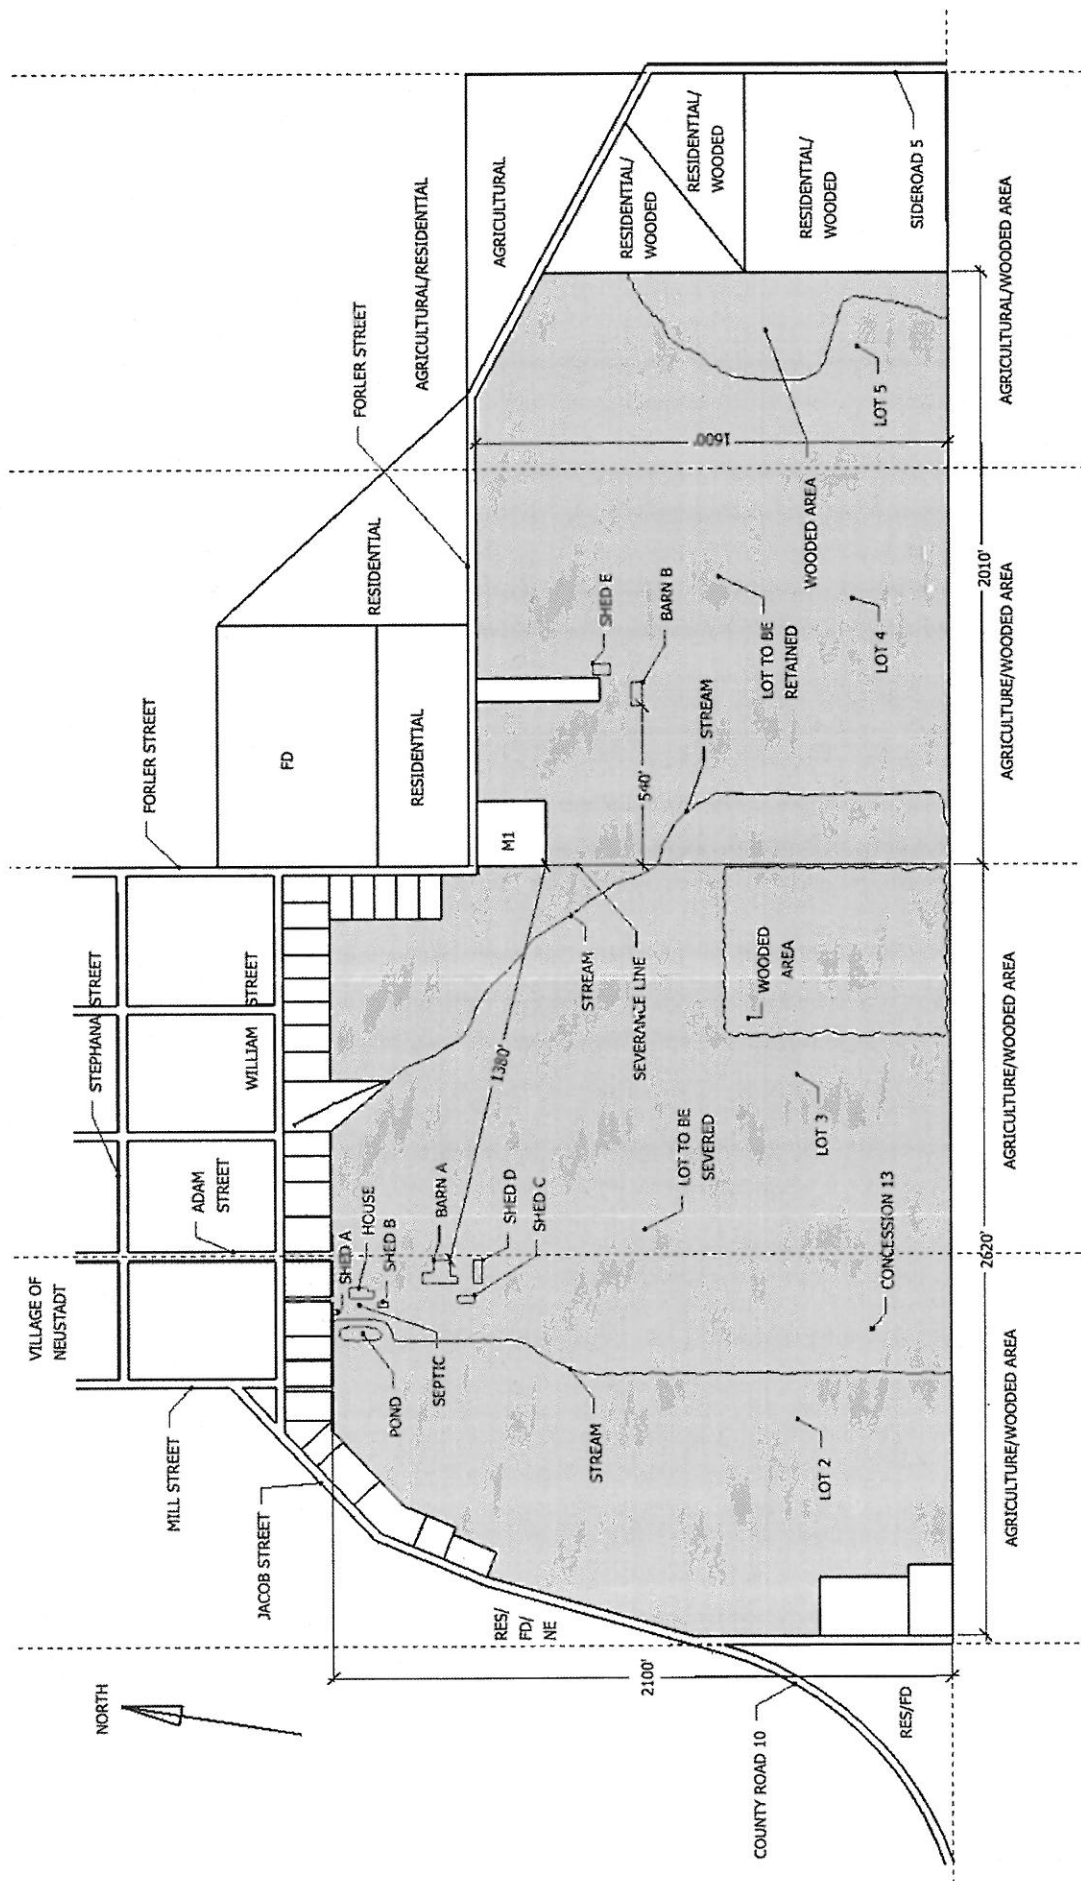 VILLAGE OF
NEUSTADT
NORTH
MILL STREET
JACOB STREET
ADAM
STREET
STEPHANA STREET
WILLIAM
STREET
FORLER STREET
FORLER STREET
AGRICULTURAL/RESIDENTIAL
AGRICULTURAL
FD
RESIDENTIAL
RESIDENTIAL
M1
RESIDENTIAL/
WOODED
RESIDENTIAL/
WOODED
RESIDENTIAL/
WOODED
SIDEROAD 5
SHED A
HOUSE
SHED B
BARN A
SHED D
SHED C
POND
SEPTIC
STREAM
1380'
STREAM
SEVERANCE LINE
540'
SHED E
BARN B
STREAM
LOT TO BE
RETAINED
WOODED AREA
1600'
LOT 5
LOT 4
WOODED
AREA
LOT TO BE
SEVERED
LOT 3
CONCESSION 13
LOT 2
RES/
FD/
NE
2100'
COUNTY ROAD 10
RES/FD
2620'
2010'
AGRICULTURE/WOODED AREA
AGRICULTURE/WOODED AREA
AGRICULTURE/WOODED AREA
AGRICULTURE/WOODED AREA
AGRICULTURAL/WOODED AREA